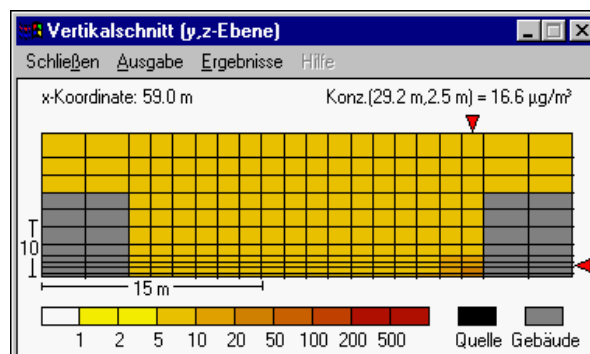 Vertikalschnitt (y,z-Ebene)
Schließen Ausgabe Ergebnisse Hilfe
x-Koordinate: 59.0 m Konz.(29.2 m,2.5 m) = 16.6 µg/m³
10
15 m
1 2 5 10 20 50 100 200 500 Quelle Gebäude